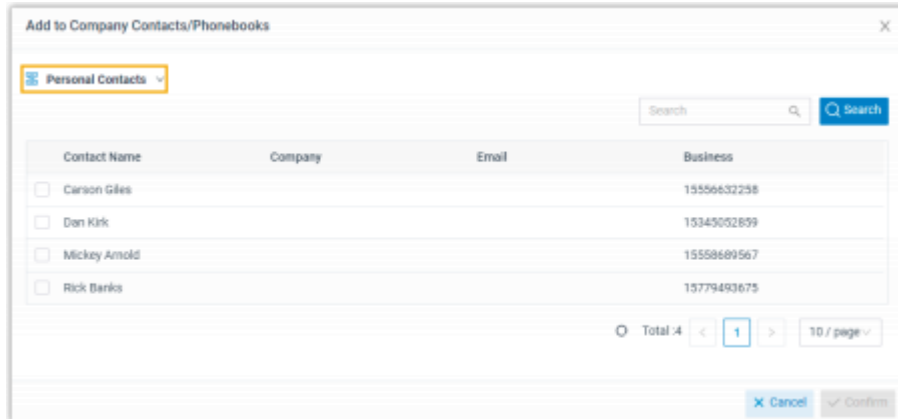 Add to Company Contacts/Phonebooks
Personal Contacts
Search Search
Contact Name Company Email Business
Carson Giles 15556632258
Dan Kirk 15345052859
Mickey Arnold 15558689567
Rick Banks 15779493675
Total :4 < 1 > 10 / page
Cancel Confirm